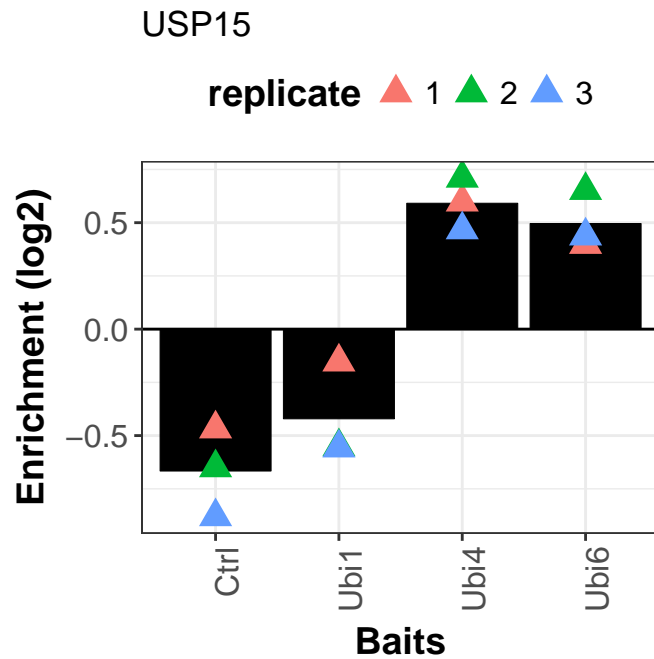 USP15
replicate 1 2 3
Enrichment (log2)
0.5
0.0
−0.5
Ctrl
Ubi1
Ubi4
Ubi6
Baits